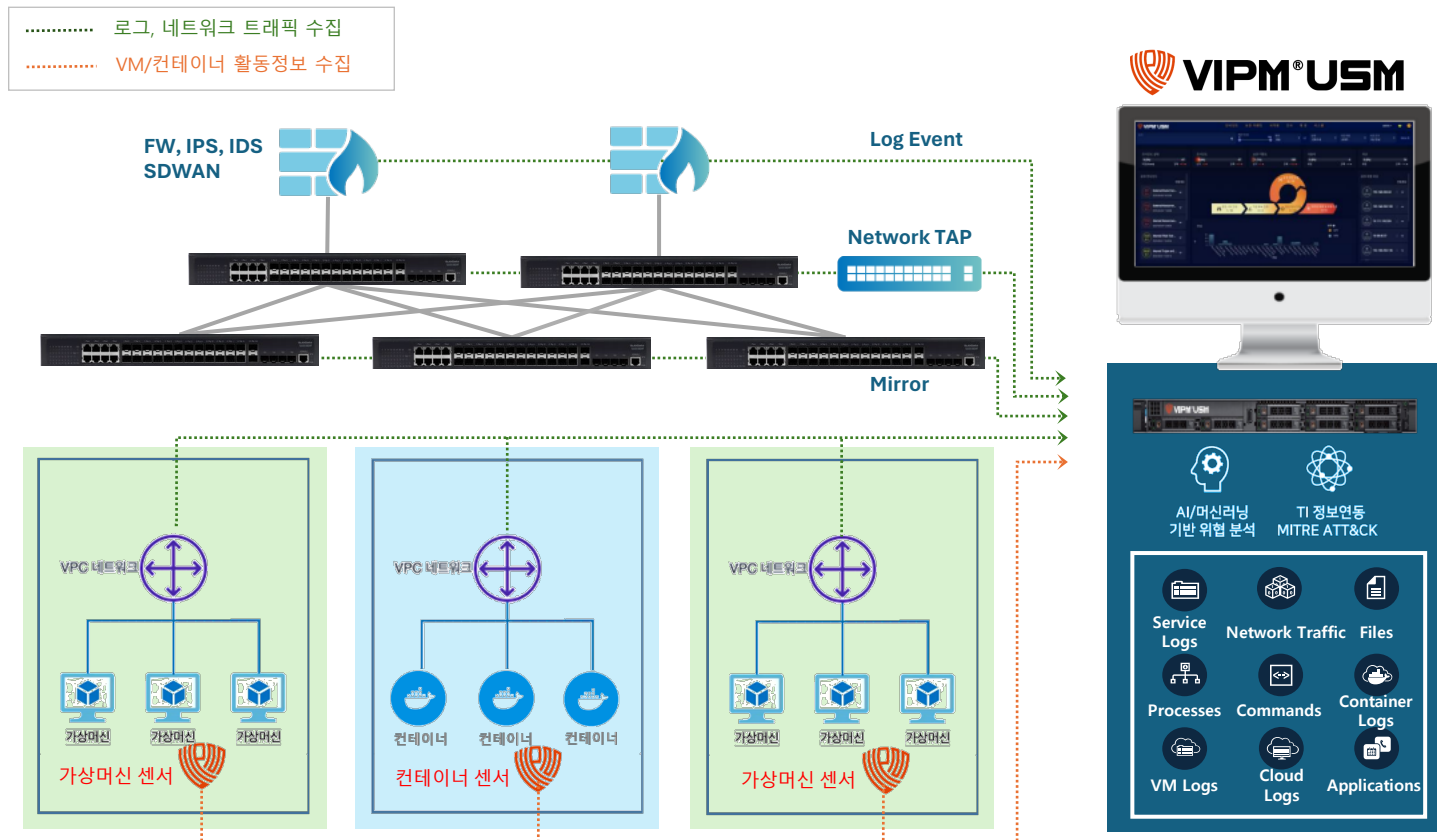 로그, 네트워크 트래픽 수집
VM/컨테이너 활동정보 수집
VIPM® USM
FW, IPS, IDS
SDWAN
Log Event
Network TAP
Mirror
VIPM USM
VIPM USM
AI/머신러닝
기반 위협 분석
TI 정보연동
MITRE ATT&CK
VPC 네트워크
VPC 네트워크
VPC 네트워크
가상머신
가상머신
가상머신
컨테이너
컨테이너
컨테이너
가상머신
가상머신
가상머신
가상머신 센서
컨테이너 센서
가상머신 센서
Service
Logs
Network Traffic
Files
Processes
Commands
Container
Logs
VM Logs
Cloud
Logs
Applications